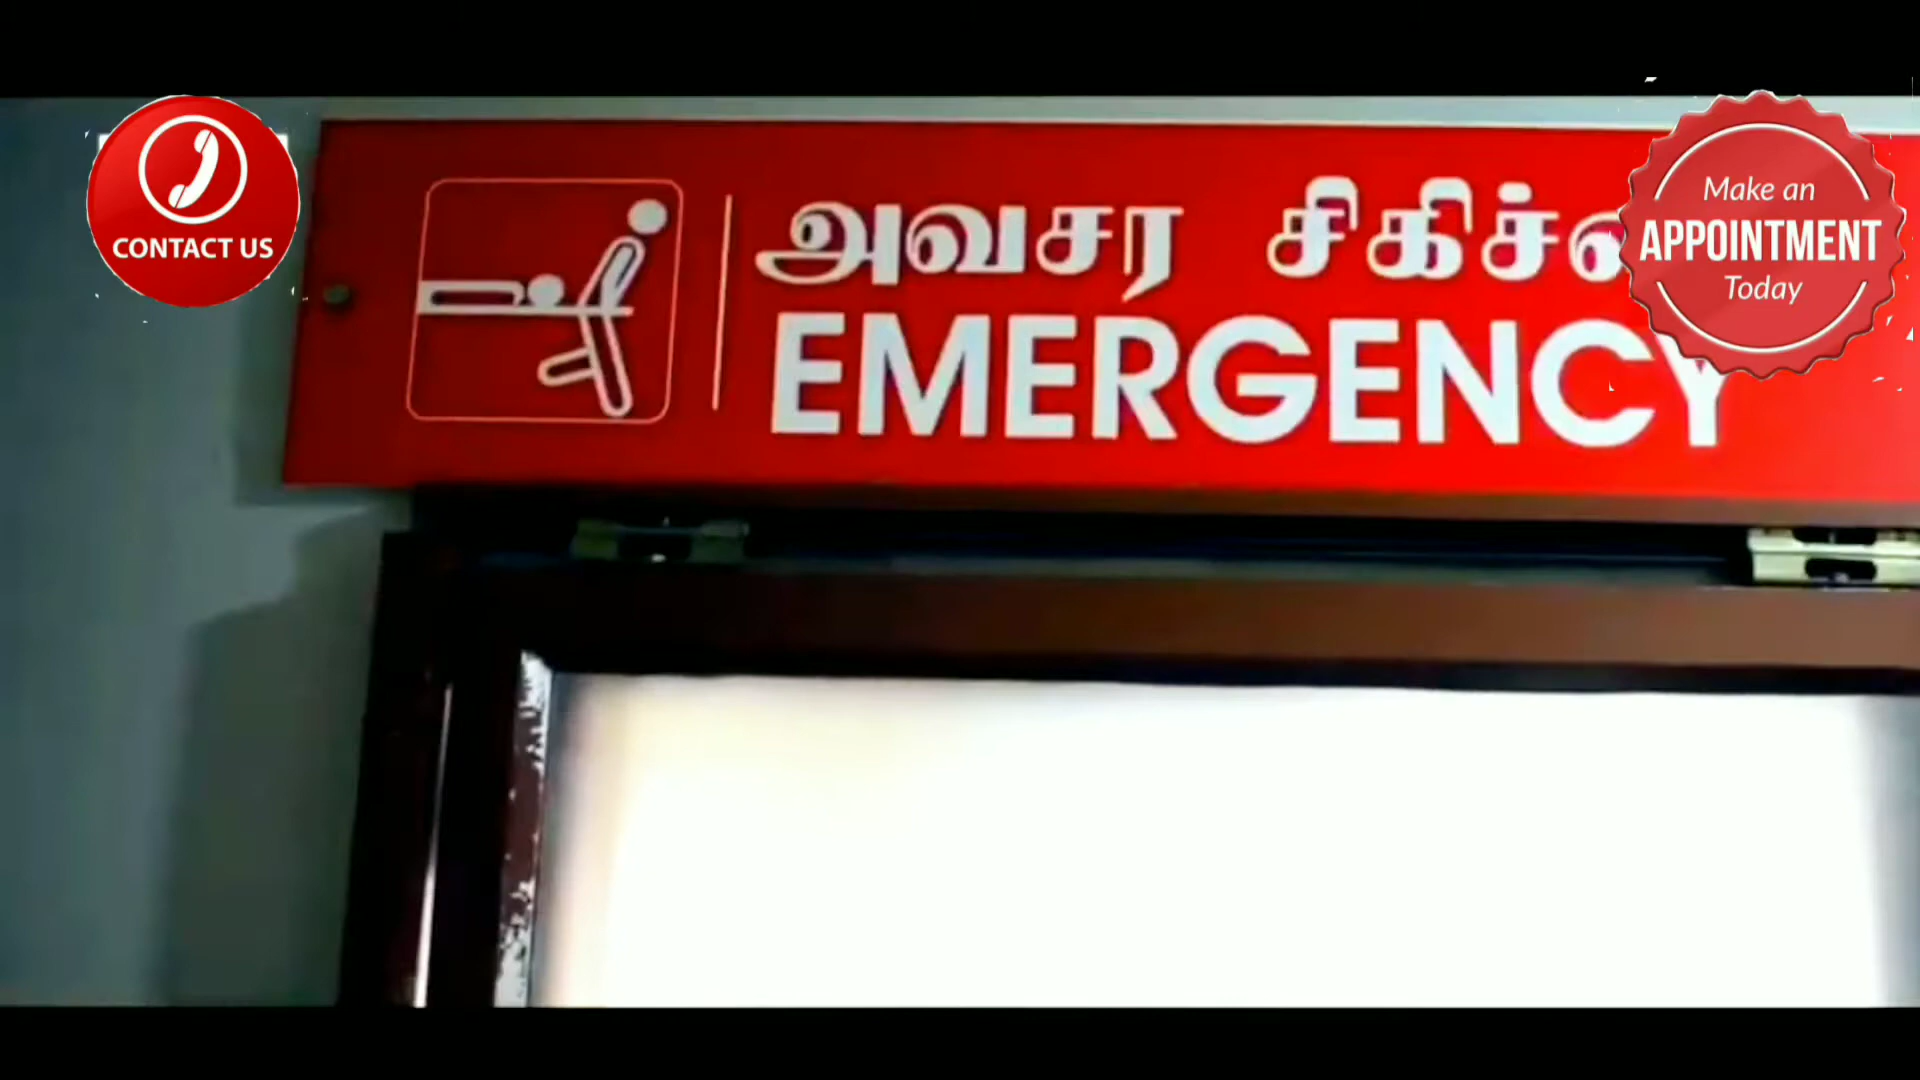 CONTACT US
அவசர
EMERGENCY
Make an
APPOINTMENT
Today